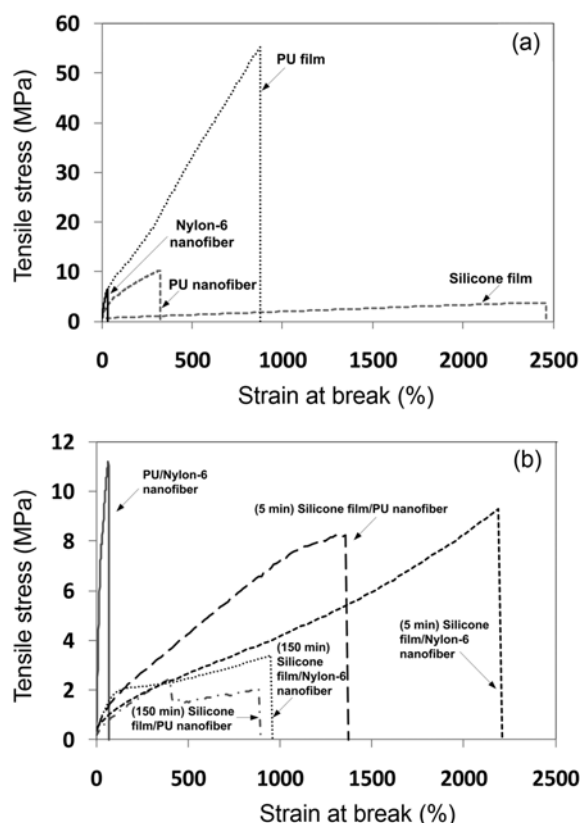 (a)
60
50
40
30
20
10
0
Tensile stress (MPa)
PU film
Nylon-6
nanofiber
PU nanofiber
Silicone film
0
500
1000
1500
2000
2500
Strain at break (%)
(b)
12
10
8
6
4
2
0
Tensile stress (MPa)
PU/Nylon-6
nanofiber
(5 min) Silicone film/PU nanofiber
(150 min)
Silicone
film/Nylon-6
nanofiber
(5 min) Silicone
film/Nylon-6
nanofiber
(150 min) Silicone
film/PU nanofiber
0
500
1000
1500
2000
2500
Strain at break (%)